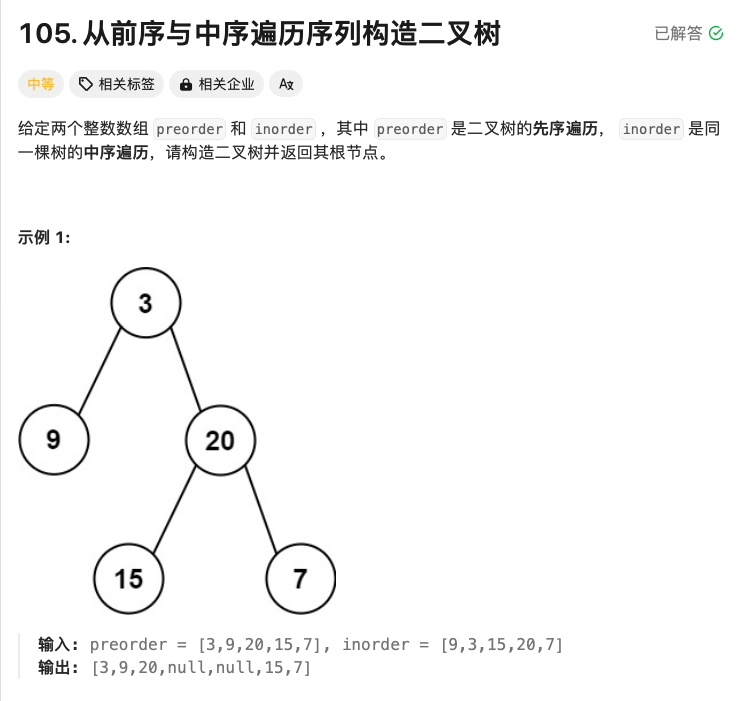 105. 从前序与中序遍历序列构造二叉树
已解答
中等 相关标签 相关企业 Aʐ
给定两个整数数组 preorder 和 inorder ，其中 preorder 是二叉树的先序遍历， inorder 是同
一棵树的中序遍历，请构造二叉树并返回其根节点。
示例 1:
3
9 20
15 7
输入: preorder = [3,9,20,15,7], inorder = [9,3,15,20,7]
输出: [3,9,20,null,null,15,7]